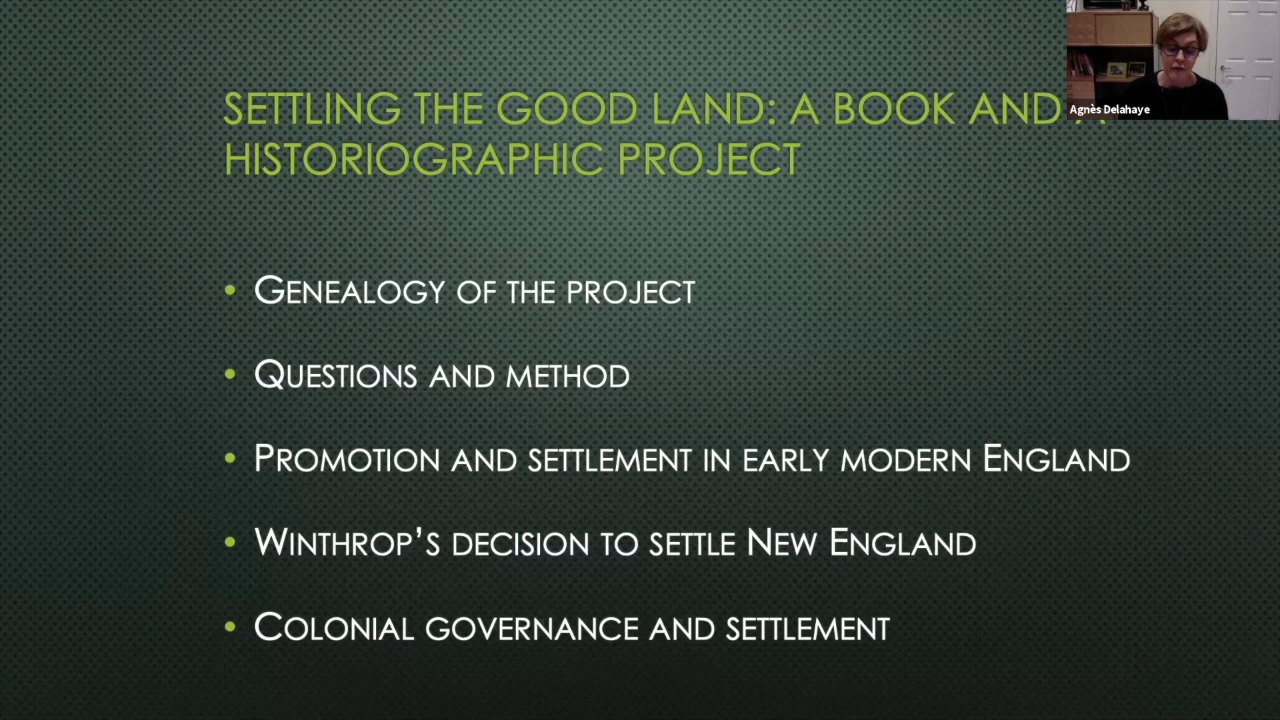 SETTLING THE GOOD LAND: A BOOK AND
HISTORIOGRAPHIC PROJECT
Agnès Delahaye
• GENEALOGY OF THE PROJECT
• QUESTIONS AND METHOD
• PROMOTION AND SETTLEMENT IN EARLY MODERN ENGLAND
• WINTHROP’S DECISION TO SETTLE NEW ENGLAND
• COLONIAL GOVERNANCE AND SETTLEMENT